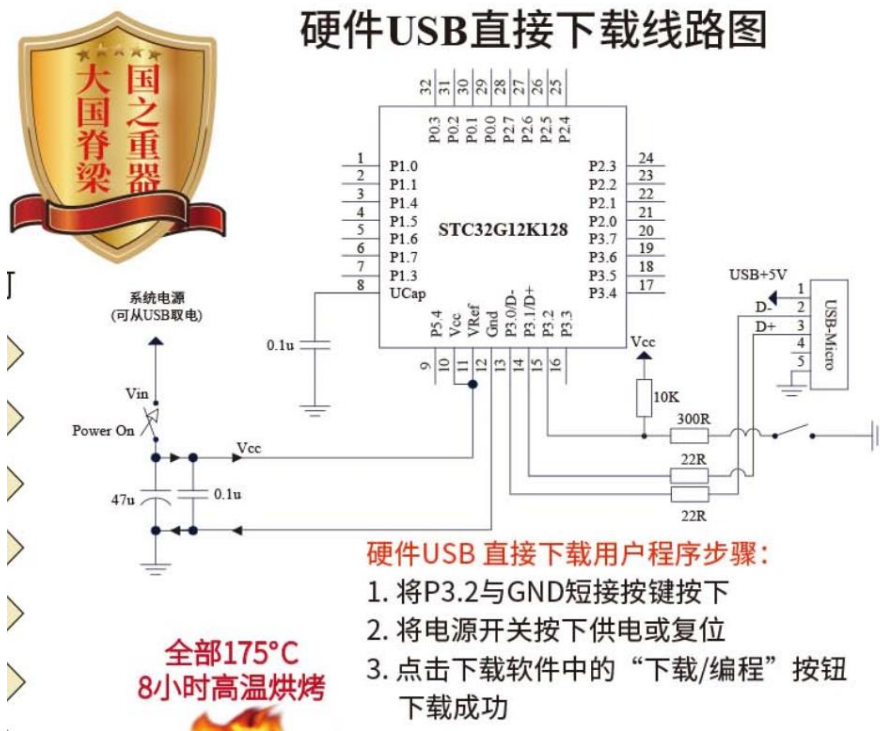 硬件USB直接下载线路图
国之重器
大国脊梁
32
31
30
29
28
27
26
25
P0.3
P0.2
P0.1
P0.0
P2.7
P2.6
P2.5
P2.4
1 P1.0
2 P1.1
3 P1.4
4 P1.5
5 P1.6
6 P1.7
7 P1.3
8 UCap
STC32G12K128
P2.3 24
P2.2 23
P2.1 22
P2.0 21
P3.7 20
P3.6 19
P3.5 18
P3.4 17
P5.4
Vcc
VRef
Gnd
P3.0/D-
P3.1/D+
P3.2
P3.3
9
10
11
12
13
14
15
16
0.1u
系统电源
(可从USB取电)
Vin
Power On
Vcc
47u
0.1u
USB+5V
D-
D+
1
2
3
4
5
USB-Micro
Vcc
10K
300R
22R
22R
硬件USB 直接下载用户程序步骤：
1. 将P3.2与GND短接按键按下
2. 将电源开关按下供电或复位
3. 点击下载软件中的“下载/编程”按钮
下载成功
全部175°C
8小时高温烘烤